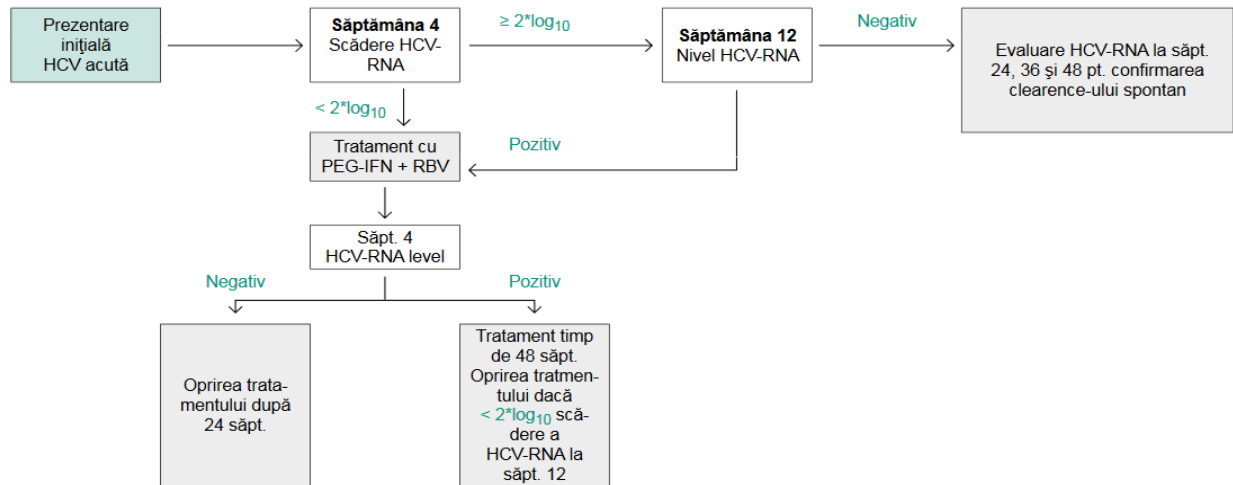 Prezentare
iniţială
HCV acută
Săptămâna 4
Scădere HCV-
RNA
≥ 2*log10
Săptămâna 12
Nivel HCV-RNA
Negativ
Evaluare HCV-RNA la săpt.
24, 36 şi 48 pt. confirmarea
clearence-ului spontan
< 2*log10
Tratament cu
PEG-IFN + RBV
Pozitiv
Săpt. 4
HCV-RNA level
Negativ
Pozitiv
Oprirea trata-
mentului după
24 săpt.
Tratament timp
de 48 săpt.
Oprirea tratmen-
tului dacă
< 2*log10 scă-
dere a
HCV-RNA la
săpt. 12